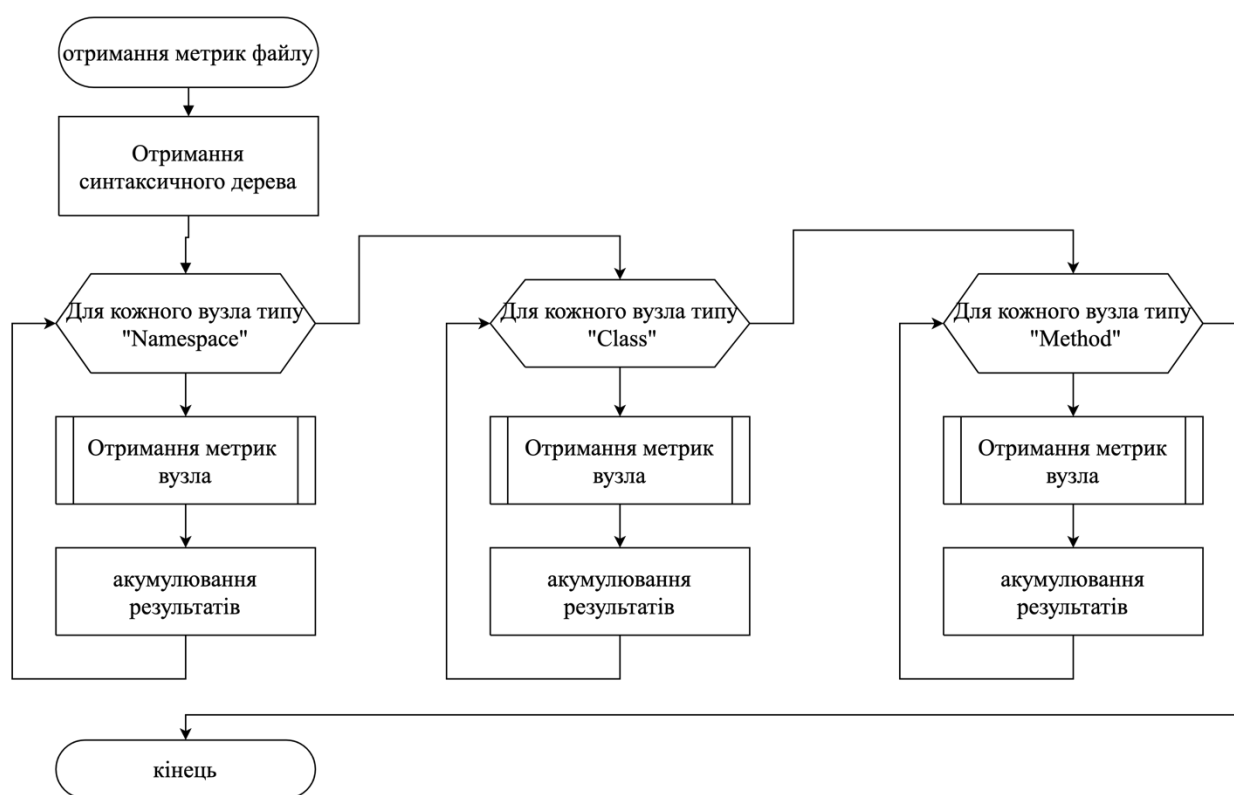 отримання метрик файлу
Отримання
синтаксичного дерева
Для кожного вузла типу
"Namespace"
Отримання метрик
вузла
акумулювання
результатів
Для кожного вузла типу
"Class"
Отримання метрик
вузла
акумулювання
результатів
Для кожного вузла типу
"Method"
Отримання метрик
вузла
акумулювання
результатів
кінець